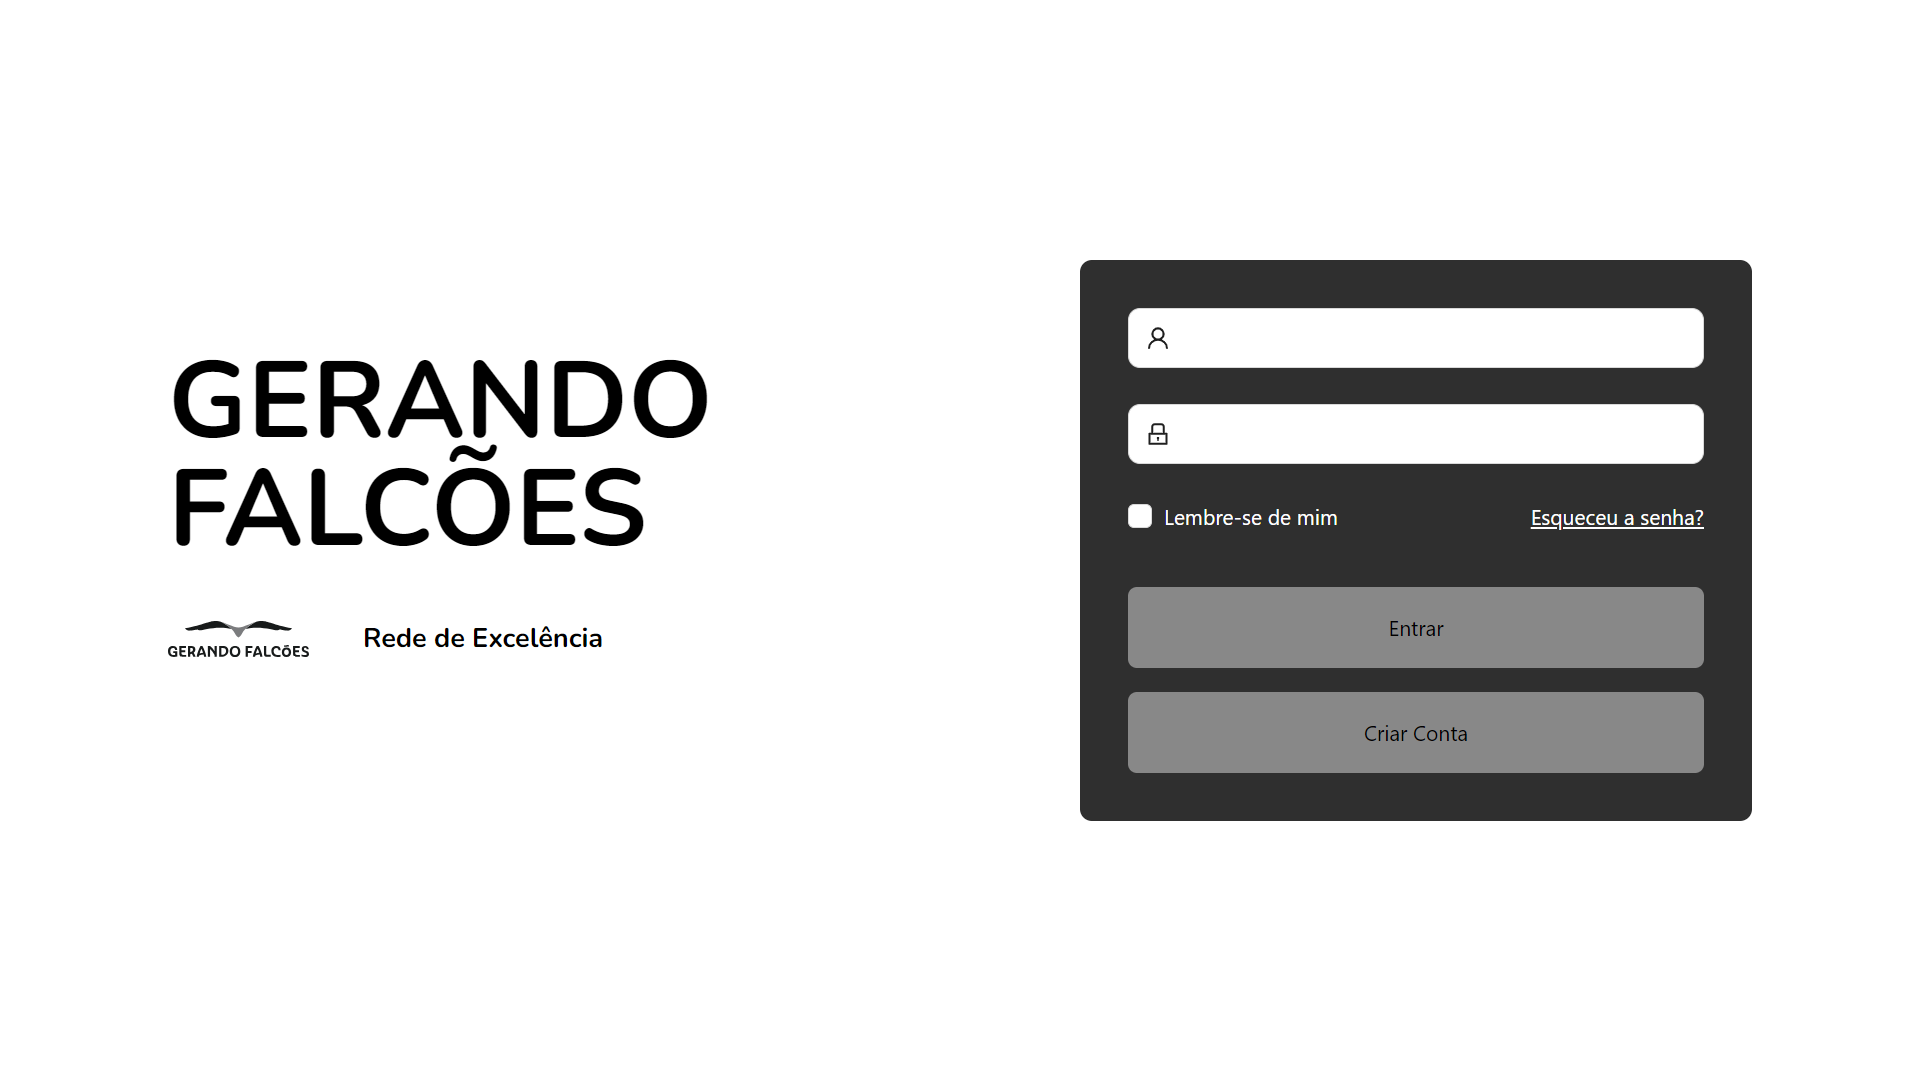 GERANDO
FALCÕES
GERANDO FALCÕES
Rede de Excelência
Lembre-se de mim
Esqueceu a senha?
Entrar
Criar Conta